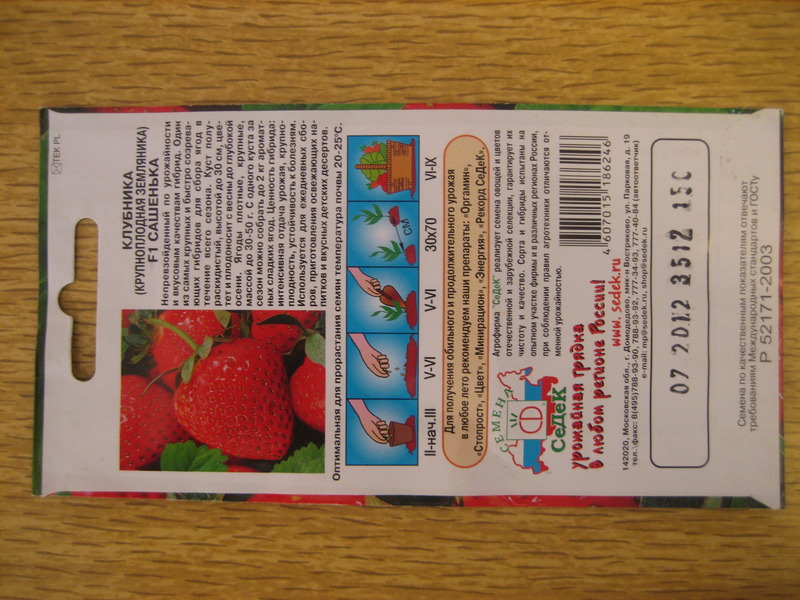 TEK PL
КЛУБНИКА
(КРУПНОПЛОДНАЯ ЗЕМЛЯНИКА)
F1 САШЕНЬКА
Непревзойденный по урожайности
и вкусовым качествам гибрид. Один
из самых крупных и быстро созрева-
ющих гибридов для сбора ягод в
течение всего сезона. Куст полу-
раскидистый, высотой до 30 см, цве-
тет и плодоносит с весны до глубокой
осени. Ягоды плотные, крупные,
массой до 30-50 г. С одного куста за
сезон можно собрать до 2 кг аромат-
ных сладких ягод. Ценность гибрида:
интенсивная отдача урожая, крупно-
плодность, устойчивость к болезням.
Используется для ежедневных сбо-
ров, приготовления освежающих на-
питков и вкусных детских десертов.
Оптимальная для прорастания семян температура почвы 20-25°С.
СМ
II-нач.III V-VI V-VI 30x70 VI-IX
Для получения обильного и продолжительного урожая
в любое лето рекомендуем наши препараты: «Оргамин»,
«Стопрост», «Цвет», «Минирацион», «Энергия», «Рекорд СеДеК».
СЕМЕНА
СеДеК
Агрофирма "СеДеК" реализует семена овощей и цветов
отечественной и зарубежной селекции, гарантирует их
чистоту и качество. Сорта и гибриды испытаны на
опытном участке фирмы и в различных регионах России,
при соблюдении правил агротехники отличаются от-
менной урожайностью.
4 607015 186246
урожайная грядка
в любом регионе России!
www.sedek.ru
142020, Московская обл., г. Домодедово, мик-н Востряково, ул. Парковая, д. 19
тел.\факс: 8(495)788-93-90, 788-93-92, 777-34-93, 777-40-84 (автоответчик)
e-mail: mp@sedek.ru, shop@sedek.ru
07 2012 3512 15С
Семена по качественным показателям отвечают
требованиям Международных стандартов и ГОСТу
Р 52171-2003